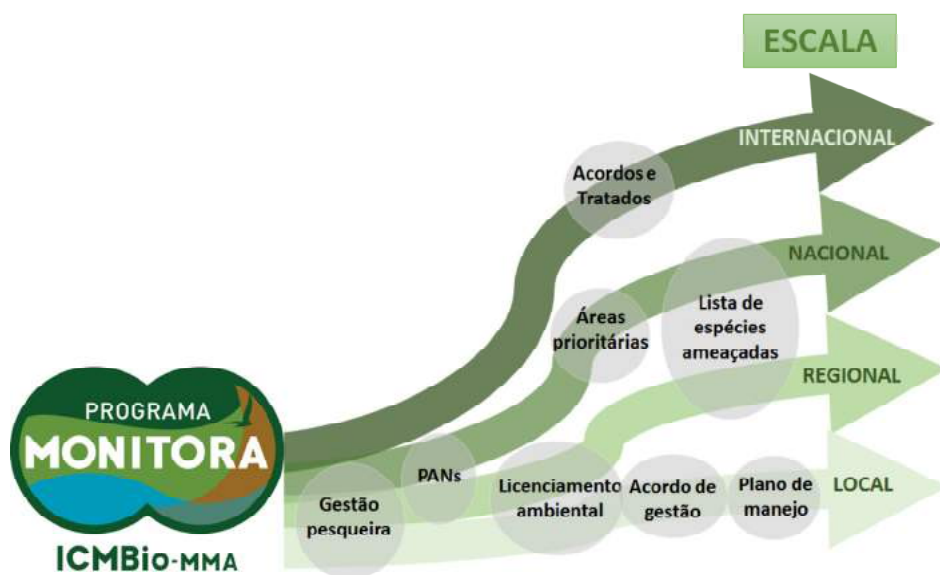 ESCALA
INTERNACIONAL
Acordos e
Tratados
NACIONAL
Áreas
prioritárias
Lista de
espécies
ameaçadas
REGIONAL
PROGRAMA
MONITORA
ICMBio-MMA
Gestão
pesqueira
PANs
Licenciamento
ambiental
Acordo de
gestão
Plano de
manejo
LOCAL